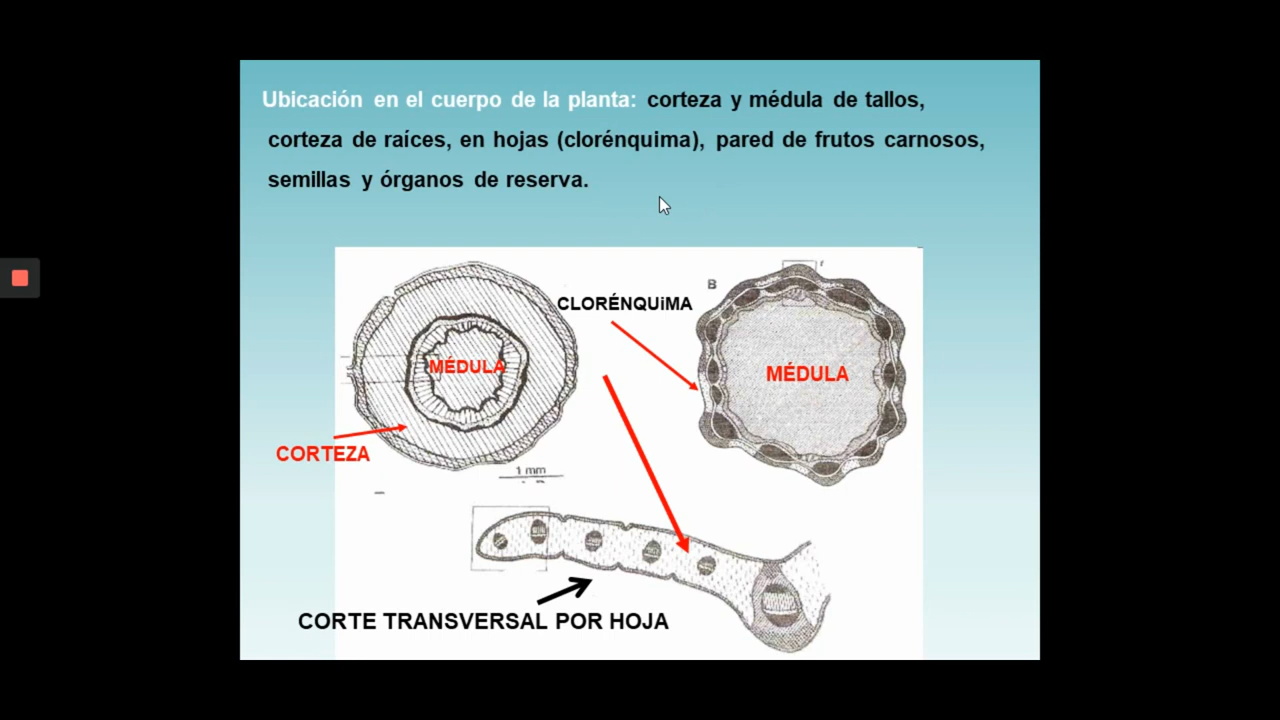 Ubicación en el cuerpo de la planta: corteza y médula de tallos,
corteza de raíces, en hojas (clorénquima), pared de frutos carnosos,
semillas y órganos de reserva.
CLORÉNQUiMA
B
MÉDULA
MÉDULA
CORTEZA
1 mm
CORTE TRANSVERSAL POR HOJA